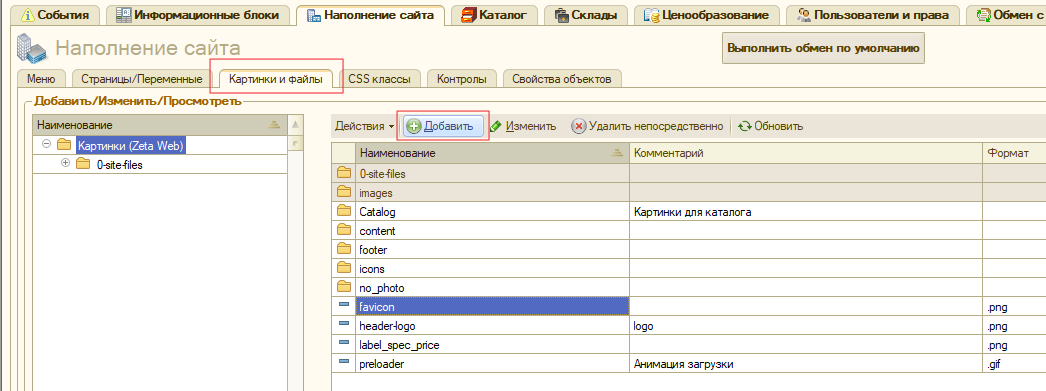 События Информационные блоки Наполнение сайта Каталог Склады Ценообразование Пользователи и права Обмен с
Наполнение сайта Выполнить обмен по умолчанию
Меню Страницы/Переменные Картинки и файлы CSS классы Контролы Свойства объектов
Добавить/Изменить/Просмотреть
Наименование
Картинки (Zeta Web)
0-site-files
Действия Добавить Изменить Удалить непосредственно Обновить
Наименование Комментарий Формат
0-site-files
images
Catalog Картинки для каталога
content
footer
icons
no_photo
favicon .png
header-logo logo .png
label_spec_price .png
preloader Анимация загрузки .gif